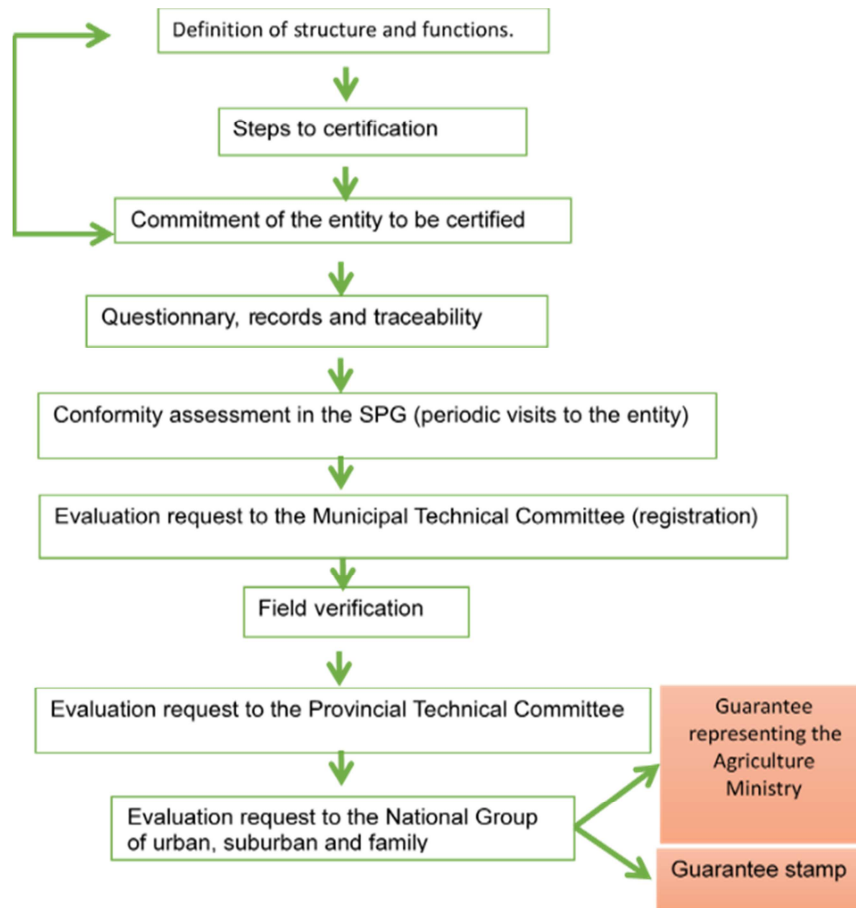 Definition of structure and functions.
Steps to certification
Commitment of the entity to be certified
Questionnary, records and traceability
Conformity assessment in the SPG (periodic visits to the entity)
Evaluation request to the Municipal Technical Committee (registration)
Field verification
Evaluation request to the Provincial Technical Committee
Evaluation request to the National Group
of urban, suburban and family
Guarantee
representing the
Agriculture
Ministry
Guarantee stamp